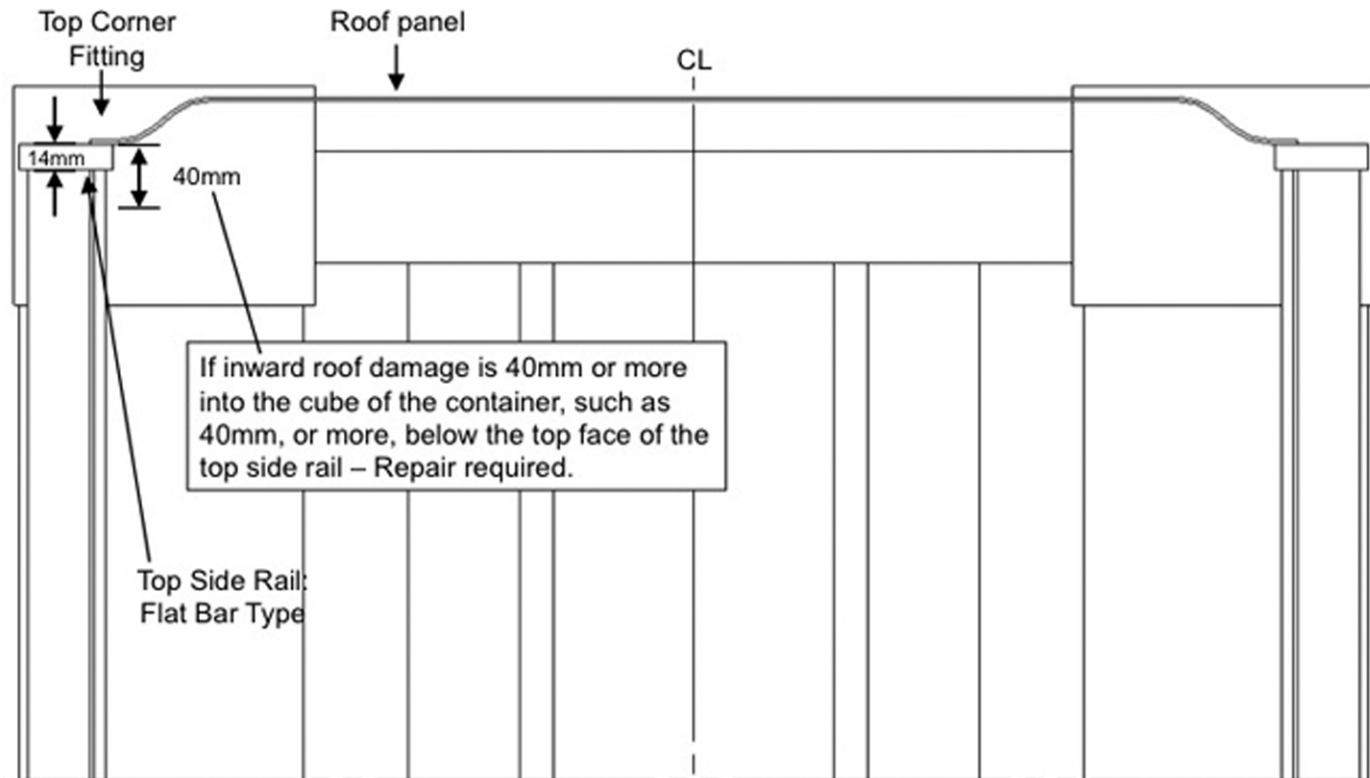 Top Corner
Fitting
Roof panel
CL
14mm
40mm
If inward roof damage is 40mm or more
into the cube of the container, such as
40mm, or more, below the top face of the
top side rail – Repair required.
Top Side Rail:
Flat Bar Type